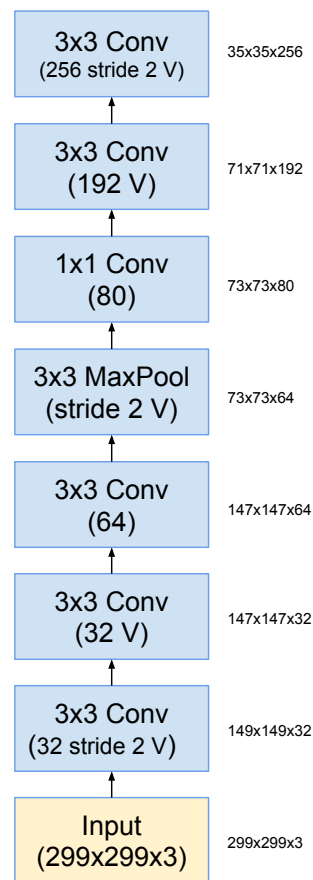 3x3 Conv
(256 stride 2 V)
35x35x256
3x3 Conv
(192 V)
71x71x192
1x1 Conv
(80)
73x73x80
3x3 MaxPool
(stride 2 V)
73x73x64
3x3 Conv
(64)
147x147x64
3x3 Conv
(32 V)
147x147x32
3x3 Conv
(32 stride 2 V)
149x149x32
Input
(299x299x3)
299x299x3